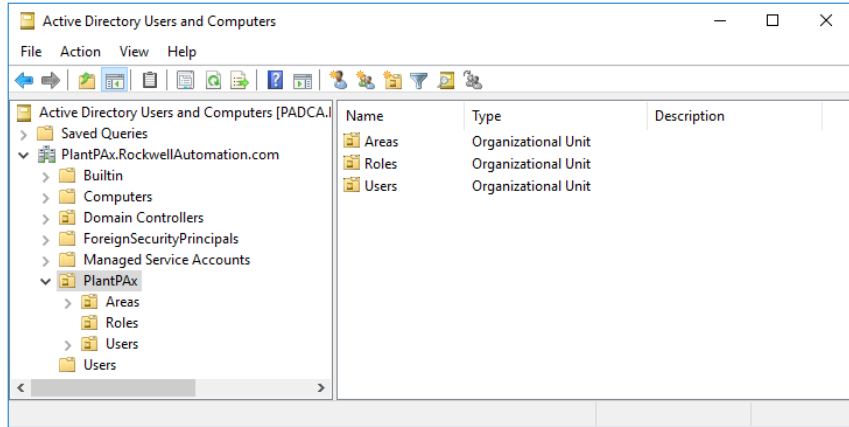 Active Directory Users and Computers
File Action View Help
Active Directory Users and Computers [PADCA.
Saved Queries
PlantPAx.RockwellAutomation.com
Builtin
Computers
Domain Controllers
ForeignSecurityPrincipals
Managed Service Accounts
PlantPAx
Areas
Roles
Users
Users
Name Type Description
Areas Organizational Unit
Roles Organizational Unit
Users Organizational Unit